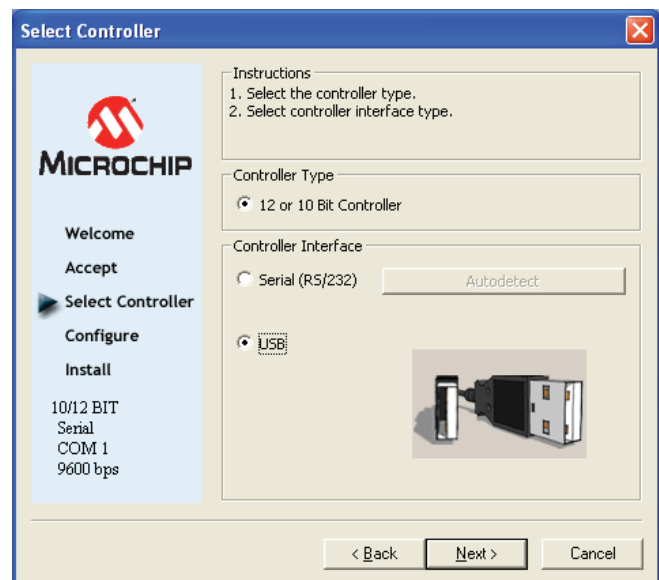 Select Controller
MICROCHIP
Welcome
Accept
Select Controller
Configure
Install
10/12 BIT
Serial
COM 1
9600 bps
Instructions
1. Select the controller type.
2. Select controller interface type.
Controller Type
12 or 10 Bit Controller
Controller Interface
Serial (RS/232)
Autodetect
USB
< Back
Next >
Cancel